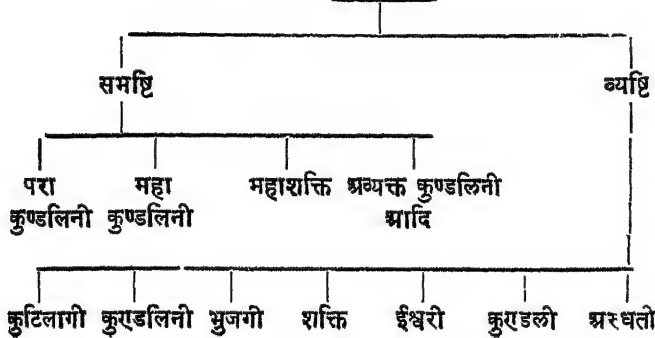 समष्टि व्यष्टि
परा महा महाशक्ति अव्यक्त कुण्डलिनी
कुण्डलिनी कुण्डलिनी आदि
कुटिलागी कुण्डलिनी भुजगी शक्ति ईश्वरी कुण्डली अरुधती